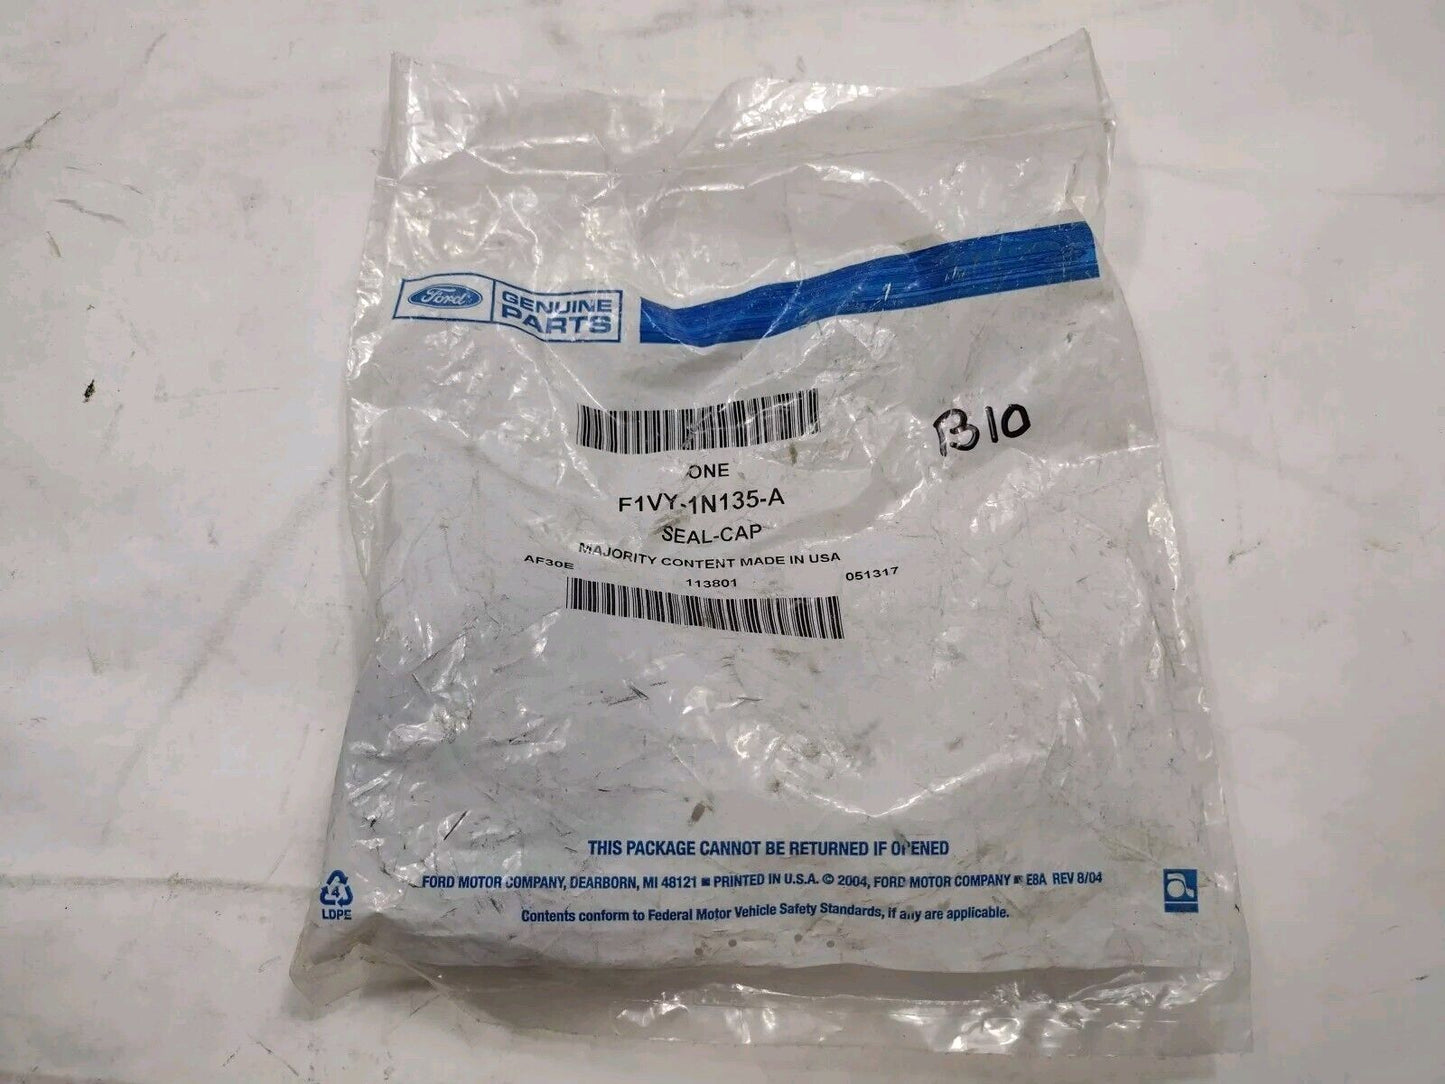 Ford GENUINE PARTS
B10
ONE
F1VY-1N135-A
SEAL-CAP
MAJORITY CONTENT MADE IN USA
AF30E 113801 051317
THIS PACKAGE CANNOT BE RETURNED IF OPENED
FORD MOTOR COMPANY, DEARBORN, MI 48121 ■ PRINTED IN U.S.A. © 2004, FORD MOTOR COMPANY ■ E8A REV 8/04
Contents conform to Federal Motor Vehicle Safety Standards, if any are applicable.
4
LDPE